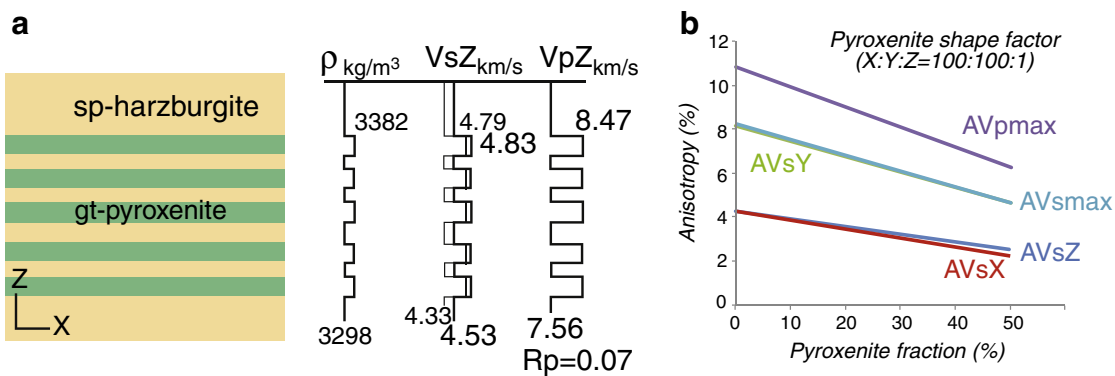 a
ρ kg/m³ VsZ km/s VpZ km/s
sp-harzburgite
3382 4.79 8.47
4.83
gt-pyroxenite
Z
X
4.33
3298 4.53 7.56
Rp=0.07
b
Pyroxenite shape factor
(X:Y:Z=100:100:1)
12
10
8
6
4
2
0
Anisotropy (%)
AVpmax
AVsY
AVsmax
AVsZ
AVsX
0 10 20 30 40 50
Pyroxenite fraction (%)